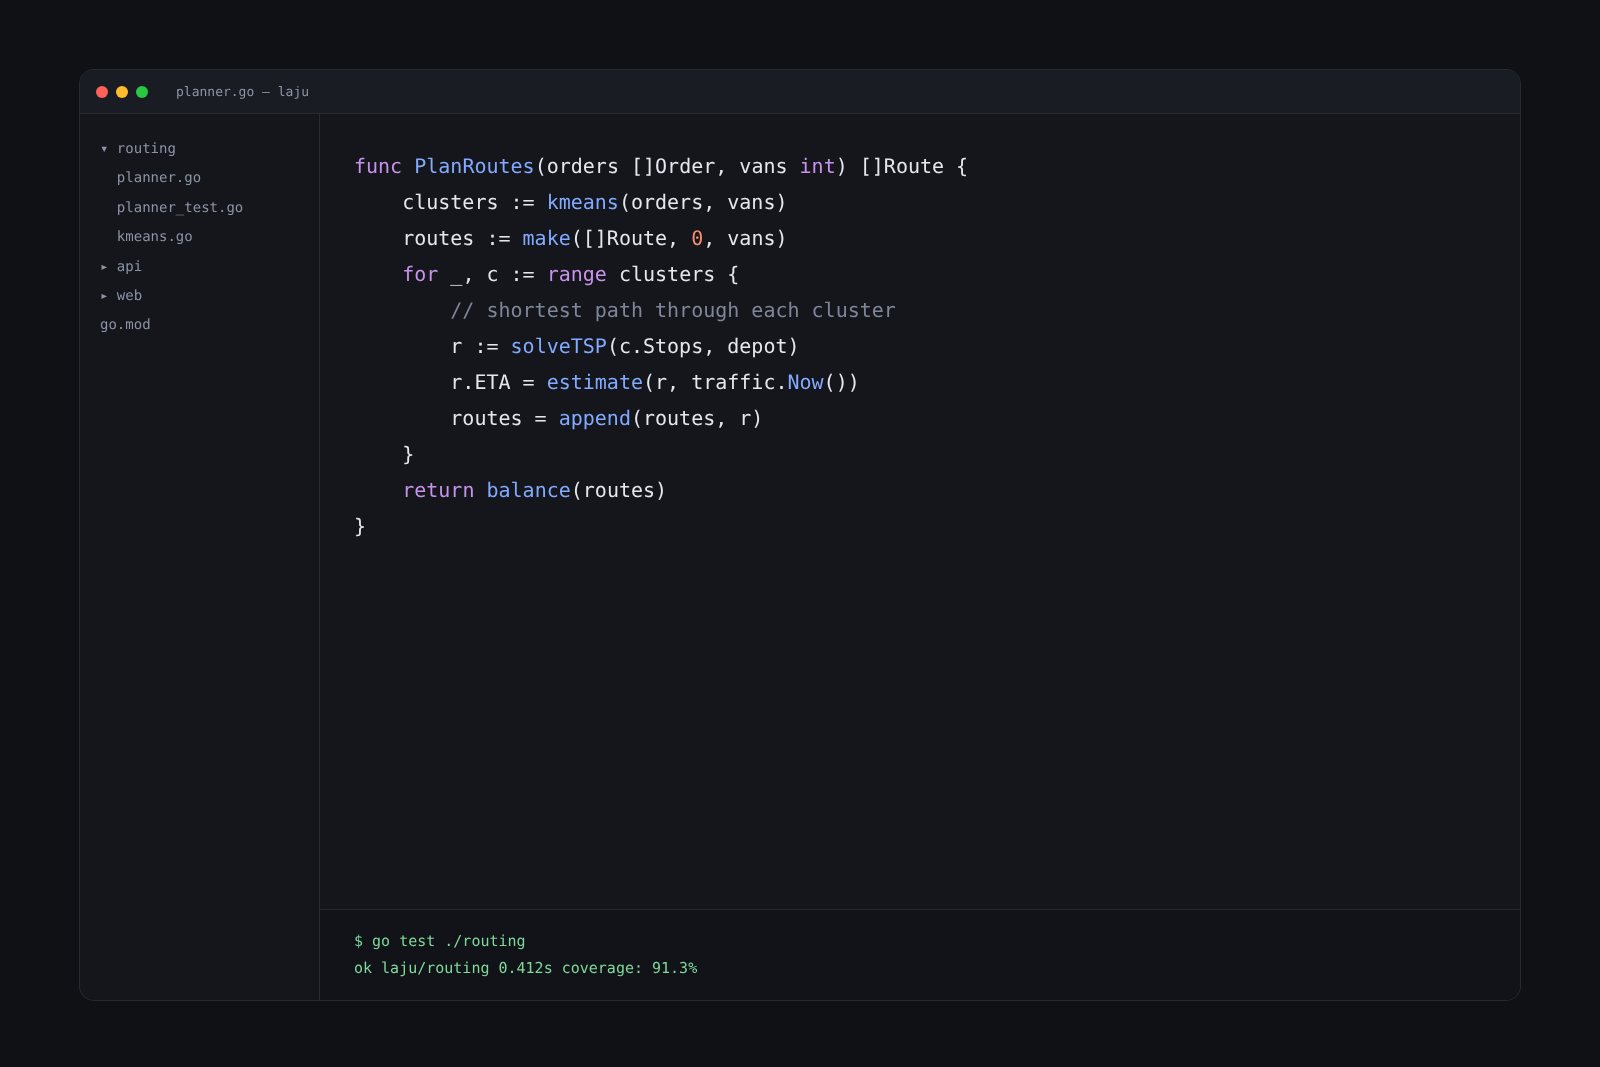 planner.go — laju
▾ routing
planner.go
planner_test.go
kmeans.go
▸ api
▸ web
go.mod
func PlanRoutes(orders []Order, vans int) []Route {
    clusters := kmeans(orders, vans)
    routes := make([]Route, 0, vans)
    for _, c := range clusters {
        // shortest path through each cluster
        r := solveTSP(c.Stops, depot)
        r.ETA = estimate(r, traffic.Now())
        routes = append(routes, r)
    }
    return balance(routes)
}
$ go test ./routing
ok laju/routing 0.412s coverage: 91.3%